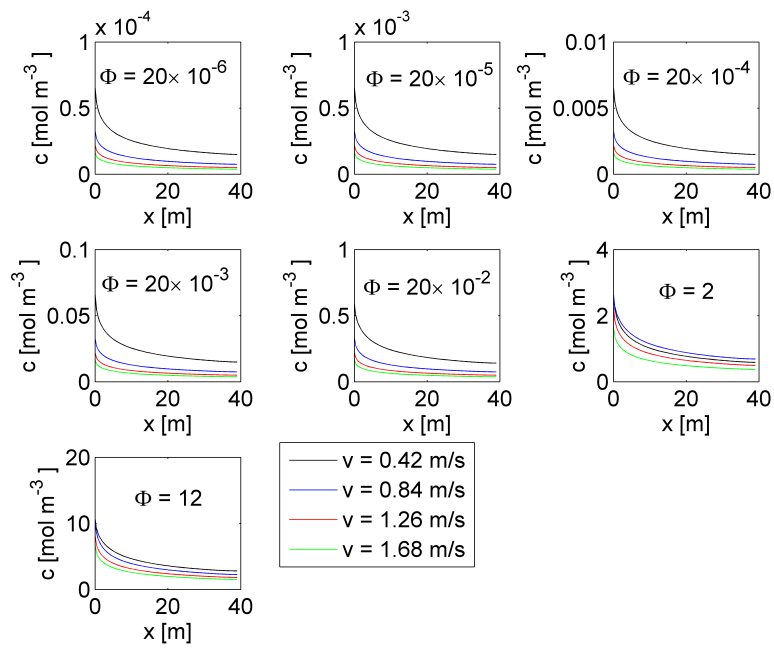 x 10⁻⁴
Φ = 20× 10⁻⁶
1
0.5
0
c [mol m⁻³ ]
0 20 40
x [m]
x 10⁻³
Φ = 20× 10⁻⁵
1
0.5
0
c [mol m⁻³ ]
0 20 40
x [m]
Φ = 20× 10⁻⁴
0.01
0.005
0
c [mol m⁻³ ]
0 20 40
x [m]
Φ = 20× 10⁻³
0.1
0.05
0
c [mol m⁻³ ]
0 20 40
x [m]
Φ = 20× 10⁻²
1
0.5
0
c [mol m⁻³ ]
0 20 40
x [m]
Φ = 2
4
2
0
c [mol m⁻³ ]
0 20 40
x [m]
Φ = 12
20
10
0
c [mol m⁻³ ]
0 20 40
x [m]
v = 0.42 m/s
v = 0.84 m/s
v = 1.26 m/s
v = 1.68 m/s